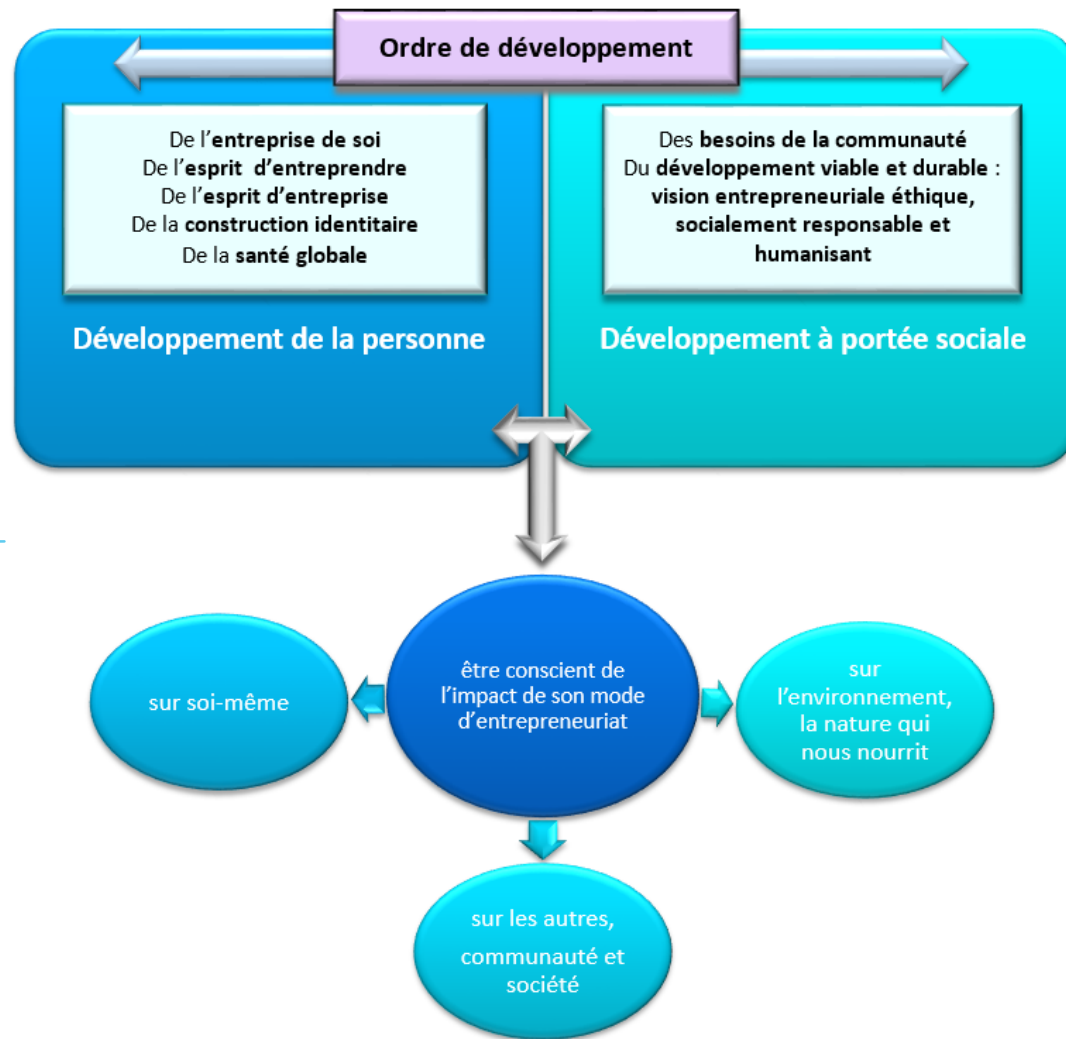 Ordre de développement
De l'entreprise de soi
De l'esprit d'entreprendre
De l'esprit d'entreprise
De la construction identitaire
De la santé globale
Développement de la personne
Des besoins de la communauté
Du développement viable et durable :
vision entrepreneuriale éthique,
socialement responsable et
humanisant
Développement à portée sociale
être conscient de
l'impact de son mode
d'entrepreneuriat
sur soi-même
sur
l'environnement,
la nature qui
nous nourrit
sur les autres,
communauté et
société